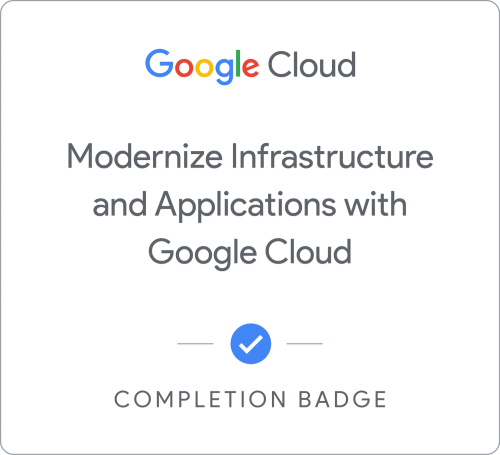 Google Cloud
Modernize Infrastructure
and Applications with
Google Cloud
COMPLETION BADGE